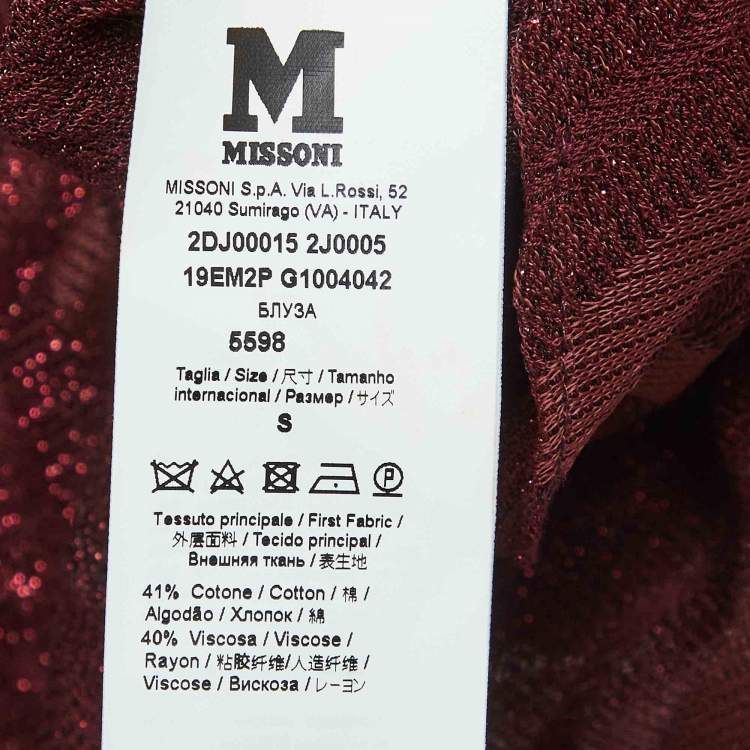 M
MISSONI
MISSONI S.p.A. Via L.Rossi, 52
21040 Sumirago (VA) - ITALY
2DJ00015 2J0005
19EM2P G1004042
БЛУЗА
5598
Taglia / Size / 尺寸 / Tamanho
internacional / Размер / サイズ
S
P
Tessuto principale / First Fabric /
外层面料 / Tecido principal /
Внешняя ткань / 表生地
41% Cotone / Cotton / 棉 /
Algodão / Хлопок / 綿
40% Viscosa / Viscose /
Rayon / 粘胶纤维/人造纤维 /
Viscose / Вискоза / レーヨン